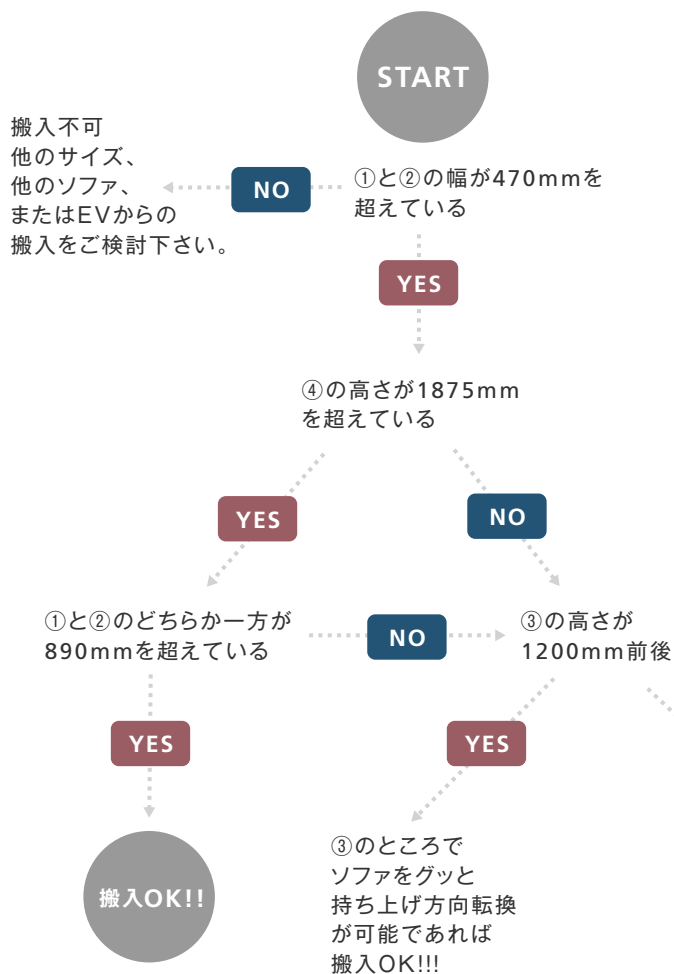 START
搬入不可
他のサイズ、
他のソファ、
またはEVからの
搬入をご検討下さい。
NO
①と②の幅が470mmを
超えている
YES
④の高さが1875mm
を超えている
YES
NO
①と②のどちらか一方が
890mmを超えている
NO
③の高さが
1200mm前後
YES
YES
搬入OK!!
③のところで
ソファをグッと
持ち上げ方向転換
が可能であれば
搬入OK!!!